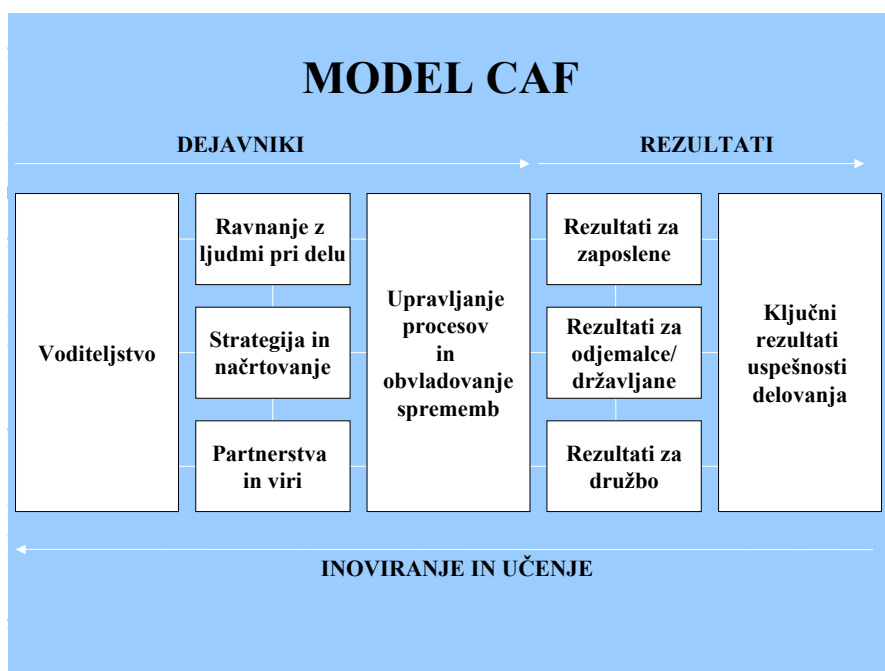 MODEL CAF
DEJAVNIKI
REZULTATI
Voditeljstvo
Ravnanje z
ljudmi pri delu
Strategija in
načrtovanje
Partnerstva
in viri
Upravljanje
procesov
in
obvladovanje
sprememb
Rezultati za
zaposlene
Rezultati za
odjemalce/
državljane
Rezultati za
družbo
Ključni
rezultati
uspešnosti
delovanja
INOVIRANJE IN UČENJE